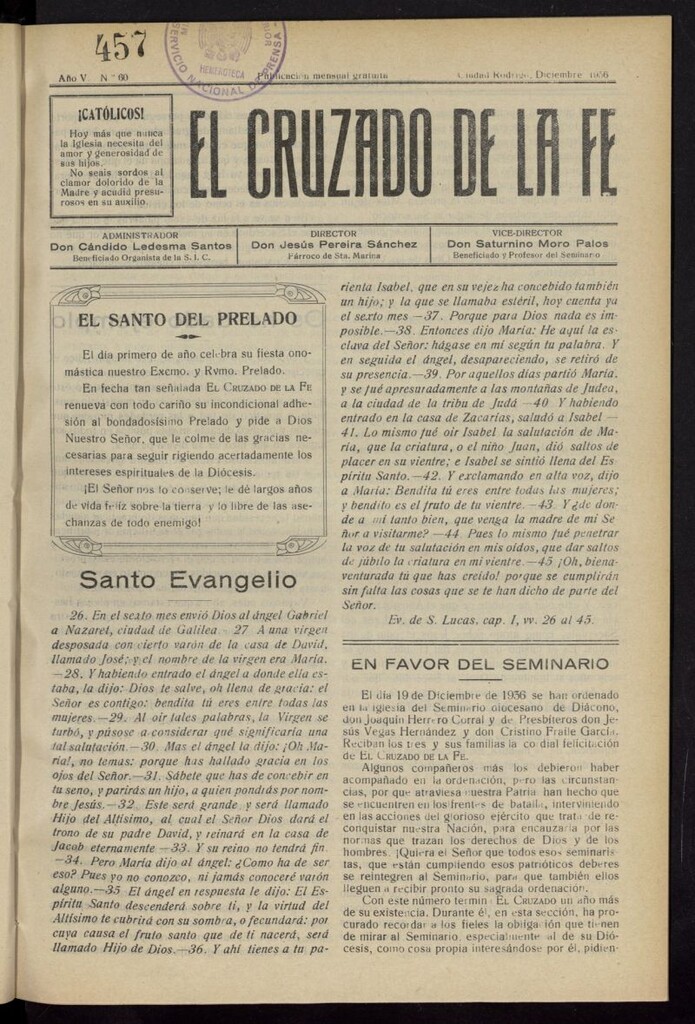 457
SERVICIO NACIONAL DE PRENSA
HEMEROTECA
Año V N.º 60
Publicación mensual gratuita
Ciudad Rodrigo, Diciembre 1936
¡CATÓLICOS!
Hoy más que nunca
la Iglesia necesita del
amor y generosidad de
sus hijos.
No seais sordos al
clamor dolorido de la
Madre y acudid presu-
rosos en su auxilio.
EL CRUZADO DE LA FE
ADMINISTRADOR
Don Cándido Ledesma Santos
Beneficiado Organista de la S. I. C.
DIRECTOR
Don Jesús Pereira Sánchez
Párroco de Sta. Marina
VICE-DIRECTOR
Don Saturnino Moro Palos
Beneficiado y Profesor del Seminario
EL SANTO DEL PRELADO
El día primero de año celebra su fiesta ono-
mástica nuestro Excmo. y Rvmo. Prelado.
En fecha tan señalada EL CRUZADO DE LA FE
renueva con todo cariño su incondicional adhe-
sión al bondadosísimo Prelado y pide a Dios
Nuestro Señor, que le colme de las gracias ne-
cesarias para seguir rigiendo acertadamente los
intereses espirituales de la Diócesis.
¡El Señor nos lo conserve; le dé largos años
de vida feliz sobre la tierra y lo libre de las ase-
chanzas de todo enemigo!
Santo Evangelio
26. En el sexto mes envió Dios al ángel Gabriel
a Nazaret, ciudad de Galilea - 27 A una virgen
desposada con cierto varón de la casa de David,
llamado José; y el nombre de la virgen era María.
—28. Y habiendo entrado el ángel a donde ella es-
taba, la dijo: Dios te salve, oh llena de gracia: el
Señor es contigo: bendita tú eres entre todas las
mujeres.—29. Al oir tales palabras, la Virgen se
turbó, y púsose a considerar qué significaría una
tal salutación.—30. Mas el ángel la dijo: ¡Oh Ma-
ría!, no temas: porque has hallado gracia en los
ojos del Señor.—31. Sábete que has de concebir en
tu seno, y parirás un hijo, a quien pondrás por nom-
bre Jesús.—32. Este será grande y será llamado
Hijo del Altísimo, al cual el Señor Dios dará el
trono de su padre David, y reinará en la casa de
Jacob eternamente —33. Y su reino no tendrá fin.
—34. Pero María dijo al ángel: ¿Como ha de ser
eso? Pues yo no conozco, ni jamás conoceré varón
alguno.—35 El ángel en respuesta le dijo: El Es-
píritu Santo descenderá sobre ti, y la virtud del
Altísimo te cubrirá con su sombra, o fecundará: por
cuya causa el fruto santo que de ti nacerá, será
llamado Hijo de Dios.—36. Y ahí tienes a tu pa-
rienta Isabel, que en su vejez ha concebido también
un hijo; y la que se llamaba estéril, hoy cuenta ya
el sexto mes —37. Porque para Dios nada es im-
posible.—38. Entonces dijo María: He aquí la es-
clava del Señor: hágase en mi según tu palabra. Y
en seguida el ángel, desapareciendo, se retiró de
su presencia.—39. Por aquellos días partió María,
y se fué apresuradamente a las montañas de Judea,
a la ciudad de la tribu de Judá —40 Y habiendo
entrado en la casa de Zacarías, saludó a Isabel —
41. Lo mismo fué oir Isabel la salutación de Ma-
ría, que la criatura, o el niño Juan, dió saltos de
placer en su vientre; e Isabel se sintió llena del Es-
píritu Santo.—42. Y exclamando en alta voz, dijo
a María: Bendita tú eres entre todas las mujeres;
y bendito es el fruto de tu vientre. —43 Y ¿de don-
de a mí tanto bien, que venga la madre de mi Se
ñor a visitarme? —44 Pues lo mismo fué penetrar
la voz de tu salutación en mis oídos, que dar saltos
de júbilo la criatura en mi vientre.—45 ¡Oh, biena-
venturada tú que has creído! porque se cumplirán
sin falta las cosas que se te han dicho de parte del
Señor.
Ev. de S. Lucas, cap. I, vv. 26 al 45.
EN FAVOR DEL SEMINARIO
El día 19 de Diciembre de 1936 se han ordenado
en la iglesia del Seminario diocesano de Diácono,
don Joaquín Herrero Corral y de Presbíteros don Je-
sús Vegas Hernández y don Cristino Fraile García.
Reciban los tres y sus familias la cordial felicitación
de EL CRUZADO DE LA FE.
Algunos compañeros más los debieron haber
acompañado en la ordenación, pero las circunstan-
cias, por que atraviesa nuestra Patria han hecho que
se encuentren en los frentes de batalla, interviniendo
en las acciones del glorioso ejército que trata de re-
conquistar nuestra Nación, para encauzarla por las
normas que trazan los derechos de Dios y de los
hombres. ¡Quiera el Señor que todos esos seminaris-
tas, que están cumpliendo esos patrióticos deberes
se reintegren al Seminario, para que también ellos
lleguen a recibir pronto su sagrada ordenación.
Con este número termina EL CRUZADO un año más
de su existencia. Durante él, en esta sección, ha pro-
curado recordar a los fieles la obligación que tienen
de mirar al Seminario, especialmente al de su Dió-
cesis, como cosa propia interesándose por él, pidien-